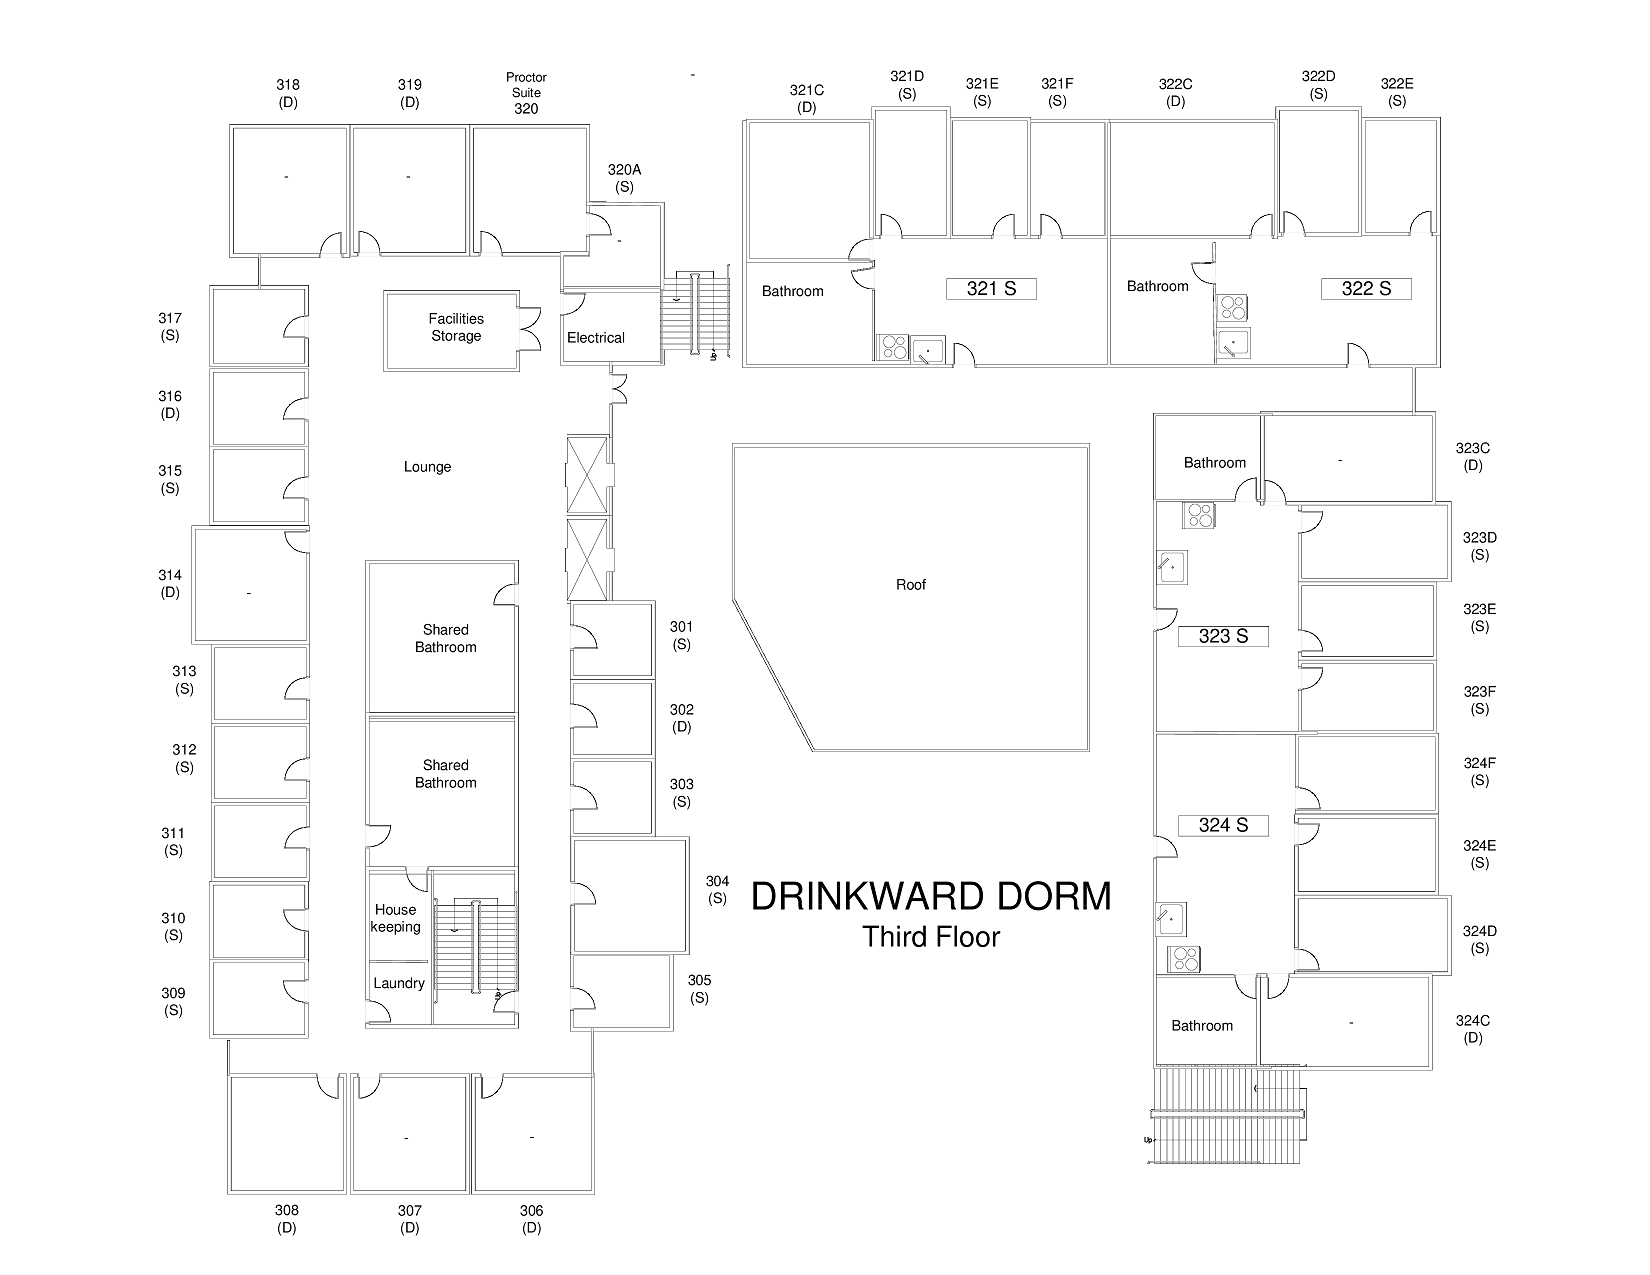 318
(D)
319
(D)
Proctor
Suite
320
320A
(S)
321C
(D)
321D
(S)
321E
(S)
321F
(S)
322C
(D)
322D
(S)
322E
(S)
317
(S)
Facilities
Storage
Electrical
Up
Bathroom
321 S
Bathroom
322 S
316
(D)
315
(S)
Lounge
314
(D)
Shared
Bathroom
301
(S)
313
(S)
302
(D)
312
(S)
Shared
Bathroom
303
(S)
311
(S)
304
(S)
310
(S)
House
keeping
309
(S)
Laundry
Up
305
(S)
308
(D)
307
(D)
306
(D)
Roof
DRINKWARD DORM
Third Floor
Bathroom
323C
(D)
323D
(S)
323E
(S)
323 S
323F
(S)
324F
(S)
324 S
324E
(S)
324D
(S)
Bathroom
324C
(D)
Up